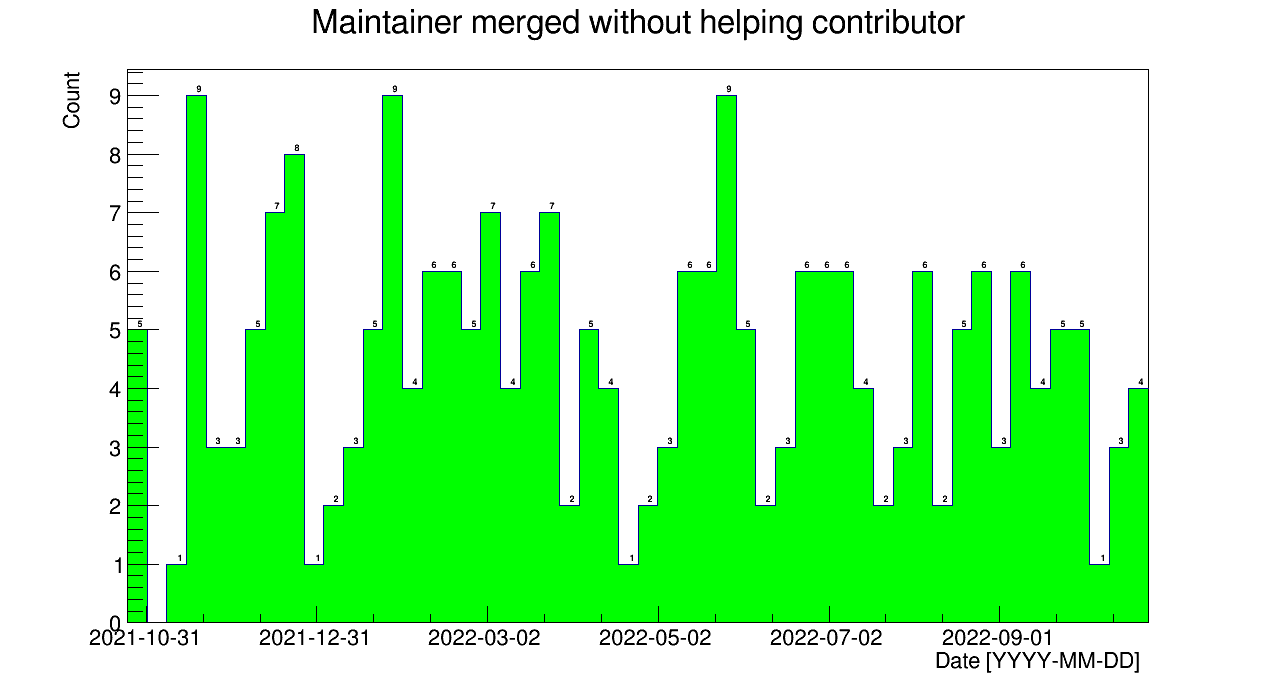 Maintainer merged without helping contributor
Count
9
8
7
6
5
4
3
2
1
0
5 1 9 3 3 5 7 8 1 2 3 5 9 4 6 6 5 7 4 6 7 2 5 4 1 2 3 6 6 9 5 2 3 6 6 6 4 2 3 6 2 5 6 3 6 4 5 5 1 3 4
2021-10-31 2021-12-31 2022-03-02 2022-05-02 2022-07-02 2022-09-01
Date [YYYY-MM-DD]